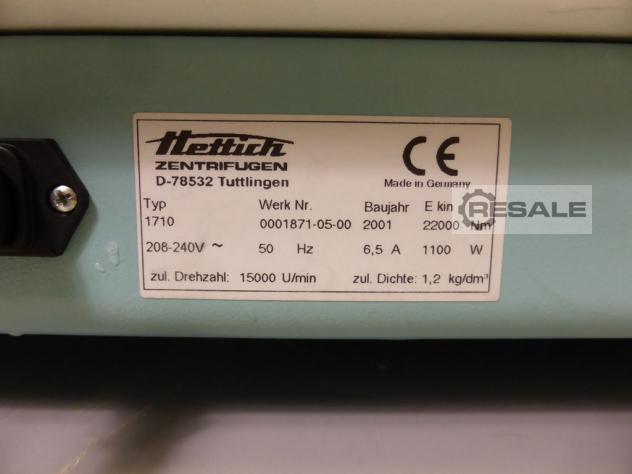 Hettich
ZENTRIFUGEN
D-78532 Tuttlingen
CE
Made in Germany
Typ Werk Nr. Baujahr E kin
1710 0001871-05-00 2001 22000 Nm
208-240V ~ 50 Hz 6,5 A 1100 W
zul. Drehzahl: 15000 U/min zul. Dichte: 1,2 kg/dm³
RESALE